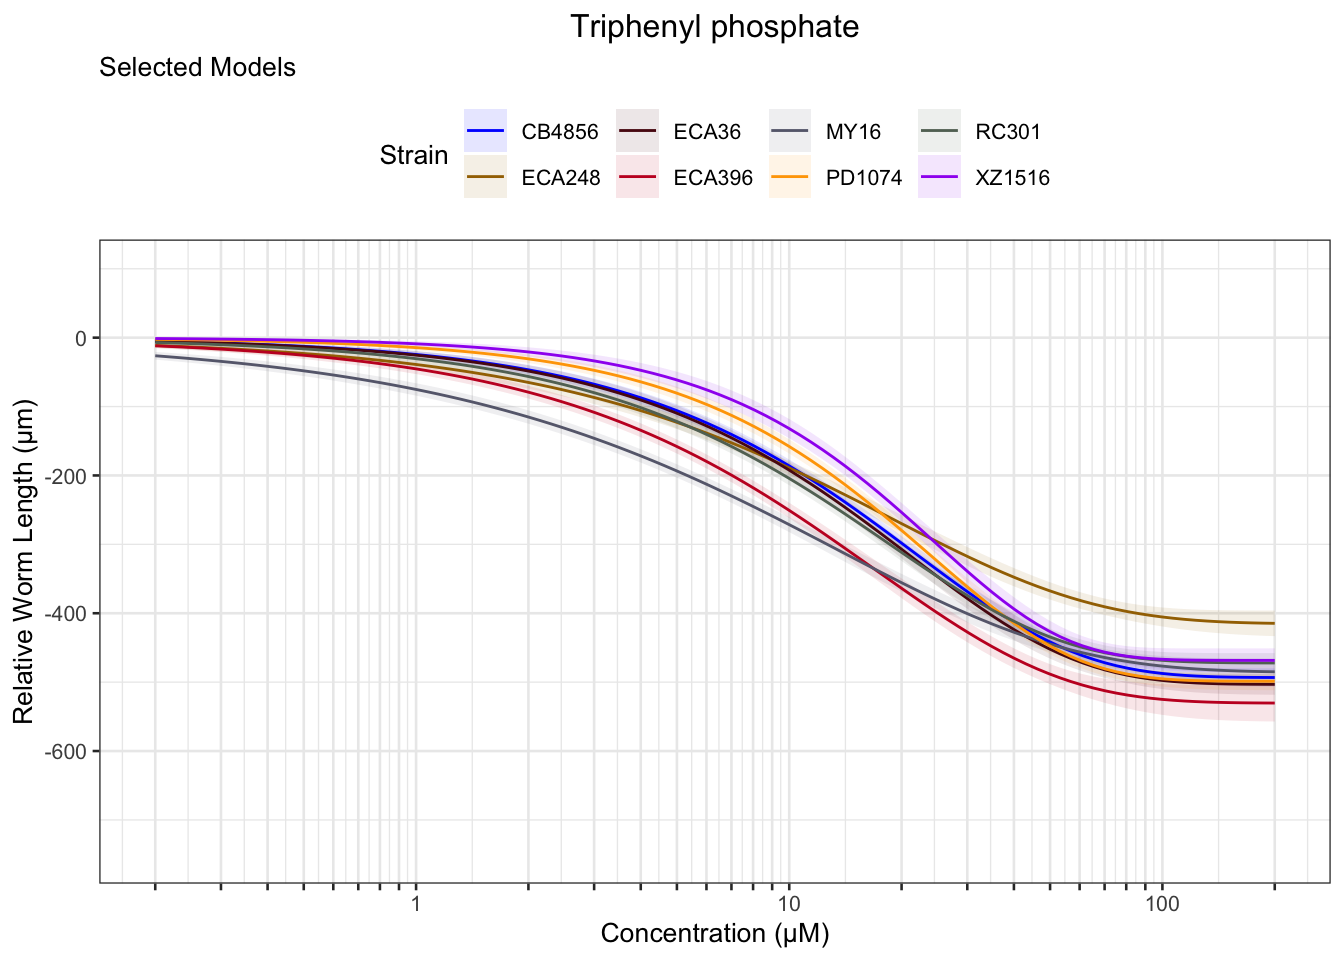 Triphenyl phosphate
Selected Models
Strain
CB4856 ECA36 MY16 RC301
ECA248 ECA396 PD1074 XZ1516
Relative Worm Length (µm)
0
-200
-400
-600
1 10 100
Concentration (µM)